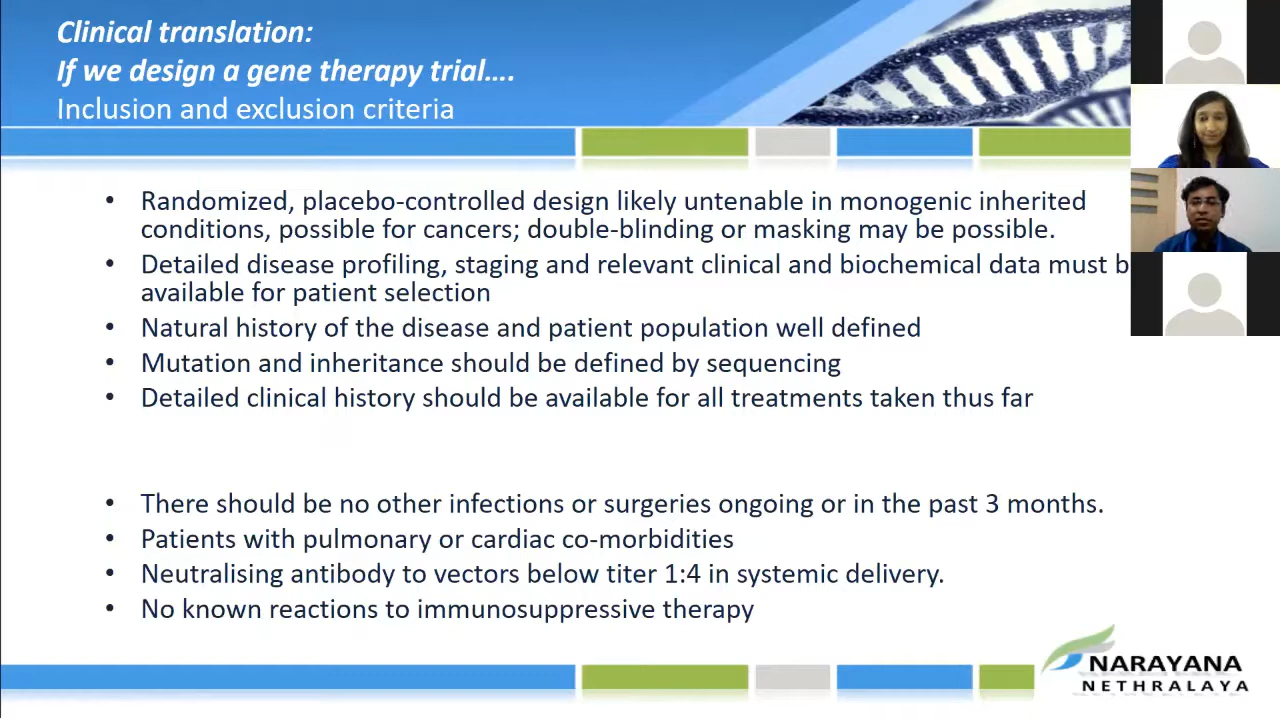 Clinical translation:
If we design a gene therapy trial….
Inclusion and exclusion criteria
• Randomized, placebo-controlled design likely untenable in monogenic inherited
conditions, possible for cancers; double-blinding or masking may be possible.
• Detailed disease profiling, staging and relevant clinical and biochemical data must b
available for patient selection
• Natural history of the disease and patient population well defined
• Mutation and inheritance should be defined by sequencing
• Detailed clinical history should be available for all treatments taken thus far
• There should be no other infections or surgeries ongoing or in the past 3 months.
• Patients with pulmonary or cardiac co-morbidities
• Neutralising antibody to vectors below titer 1:4 in systemic delivery.
• No known reactions to immunosuppressive therapy
NARAYANA
NETHRALAYA